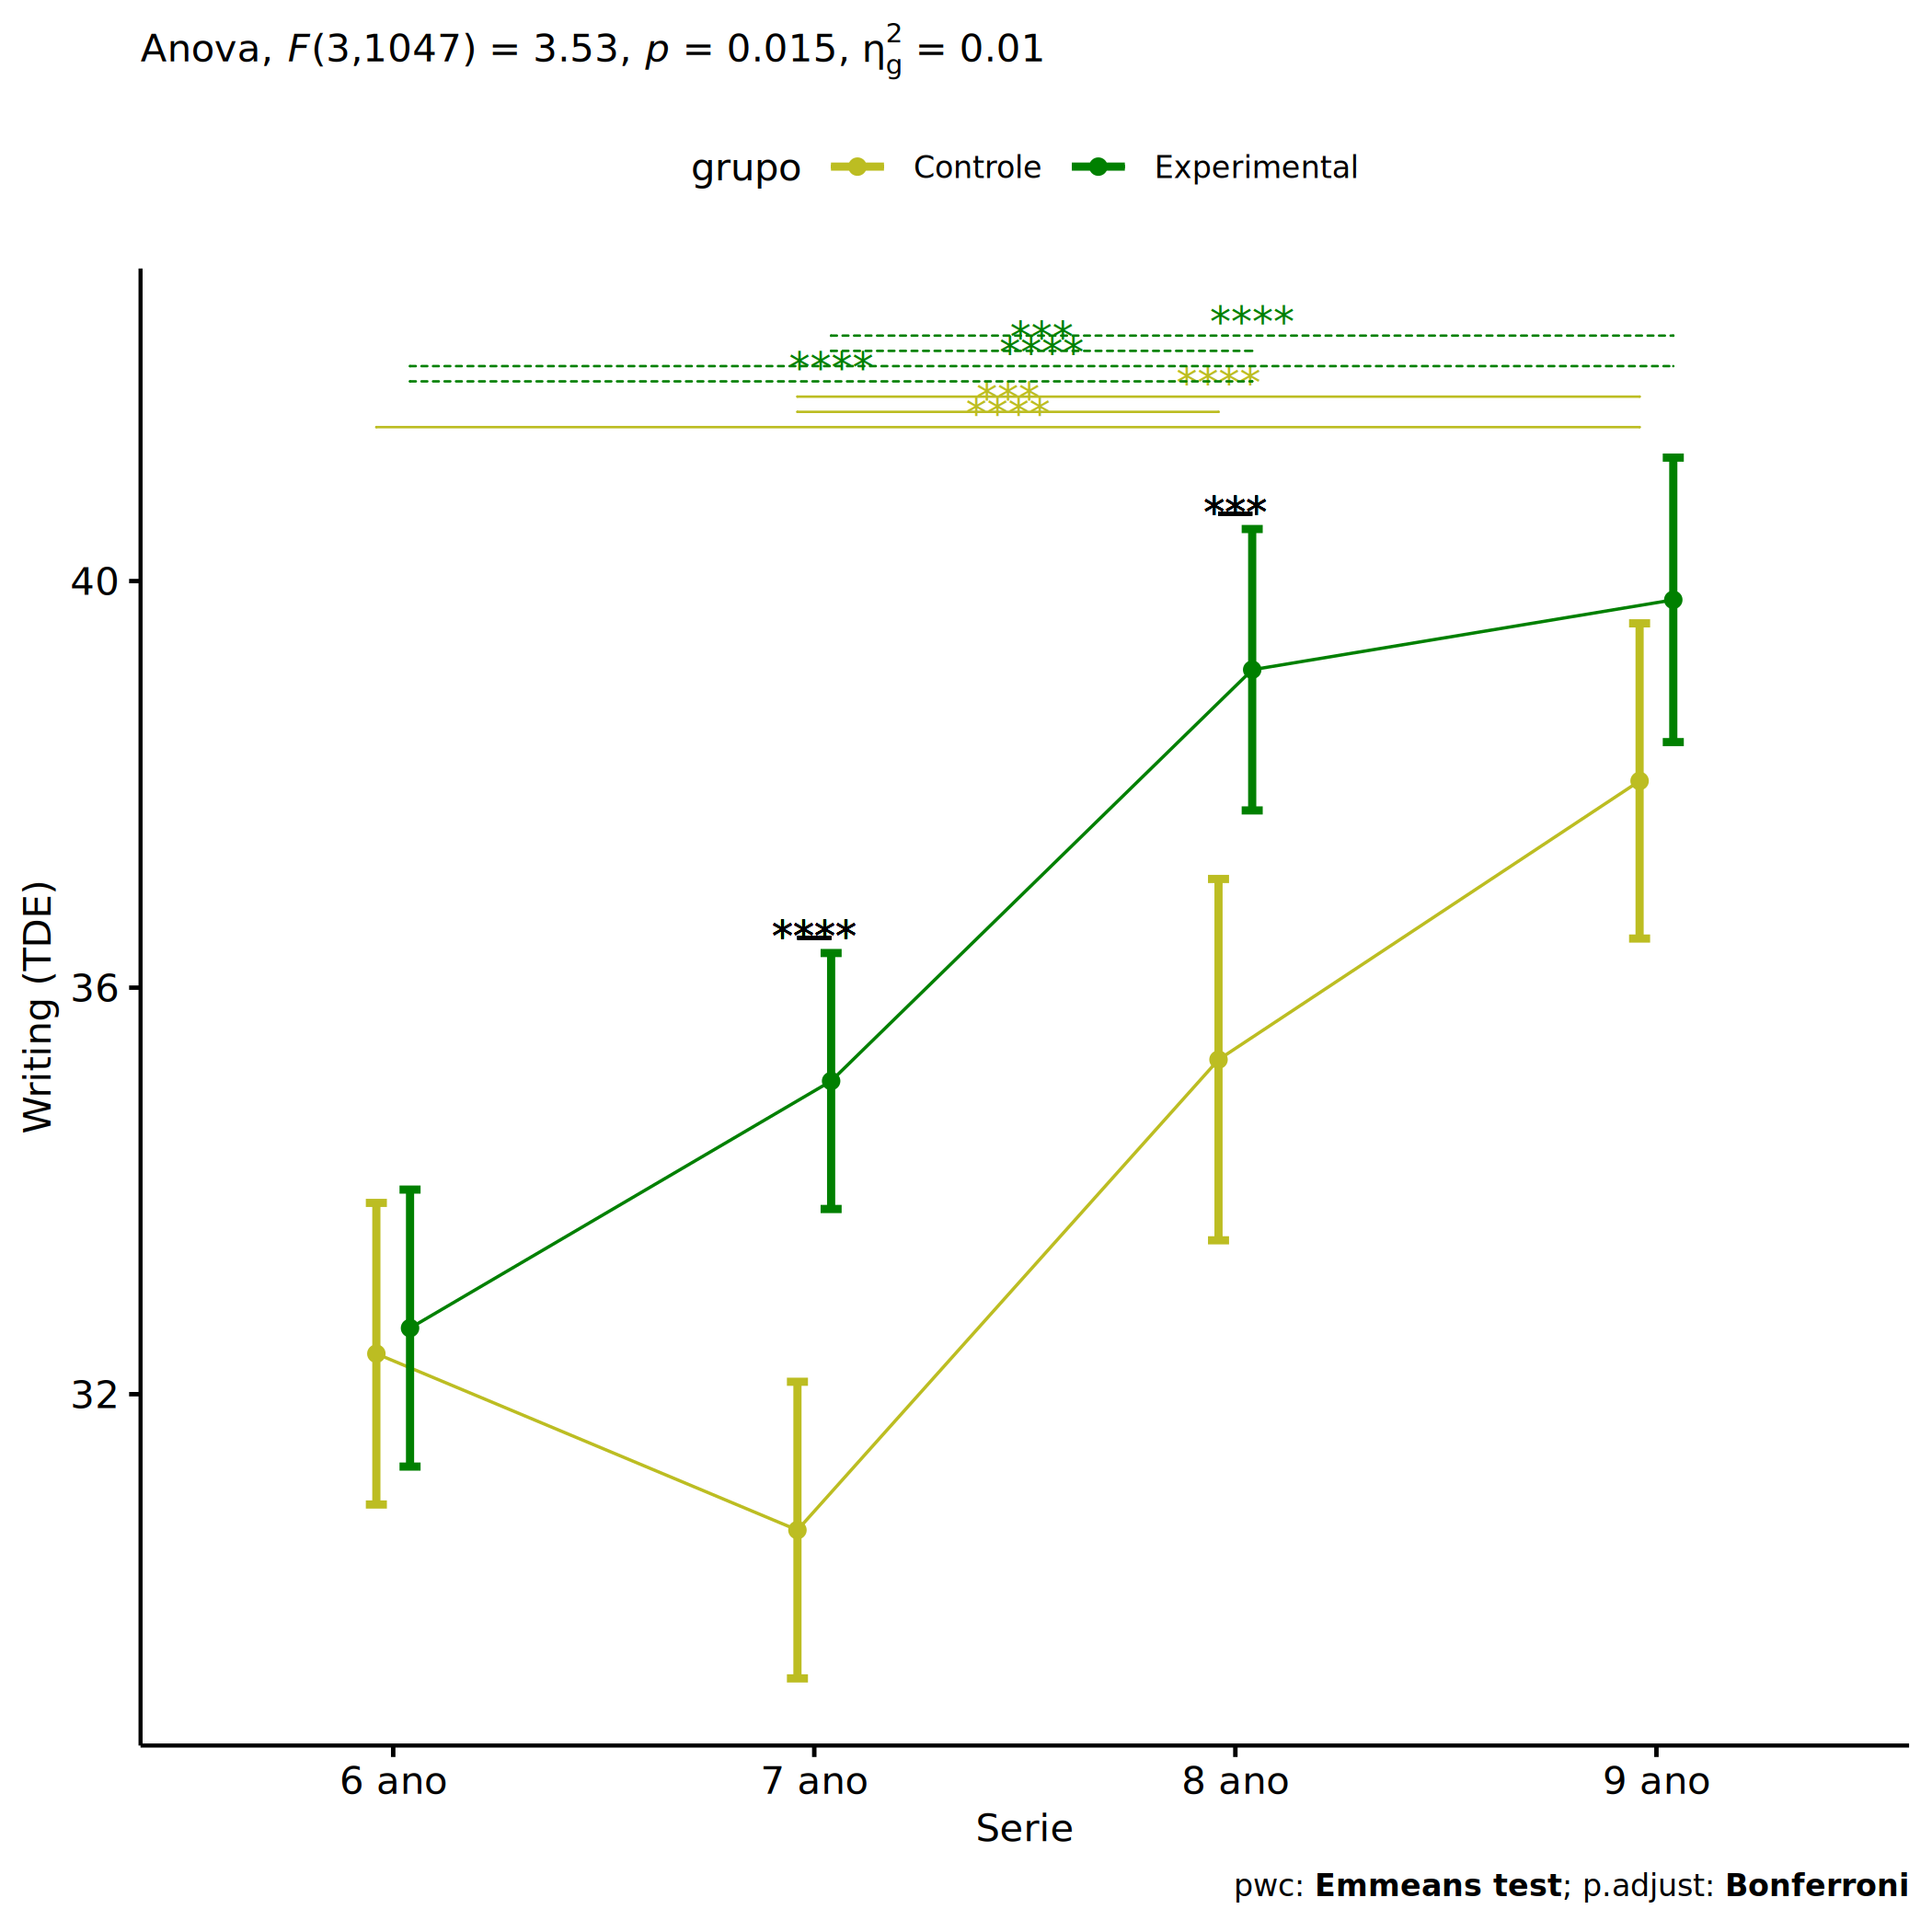 Anova, F(3,1047) = 3.53, p = 0.015, η²g = 0.01
grupo Controle Experimental
****
***
****
****
****
***
****
***
40
****
36
32
Writing (TDE)
6 ano 7 ano 8 ano 9 ano
Serie
pwc: Emmeans test; p.adjust: Bonferroni